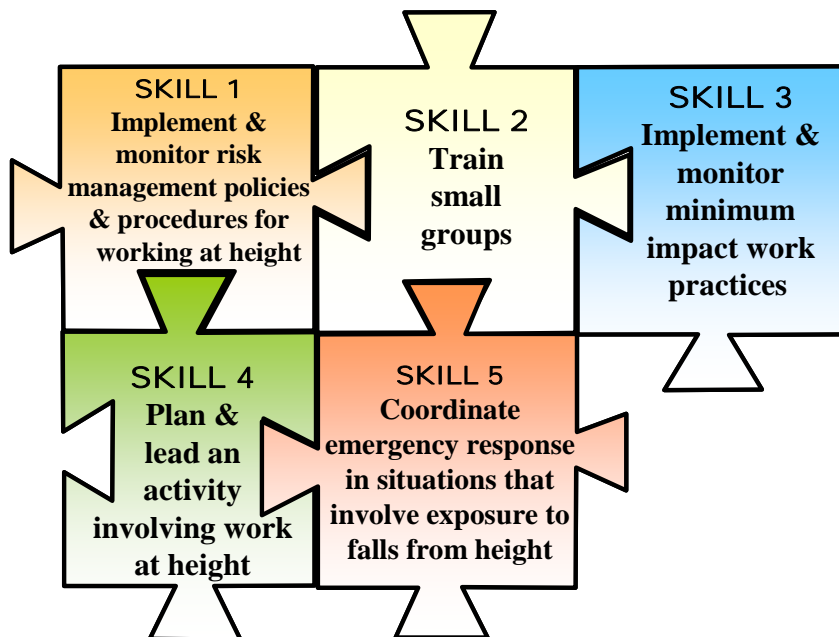 SKILL 1
Implement &
monitor risk
management policies
& procedures for
working at height
SKILL 2
Train
small
groups
SKILL 3
Implement &
monitor
minimum
impact work
practices
SKILL 4
Plan &
lead an
activity
involving work
at height
SKILL 5
Coordinate
emergency response
in situations that
involve exposure to
falls from height